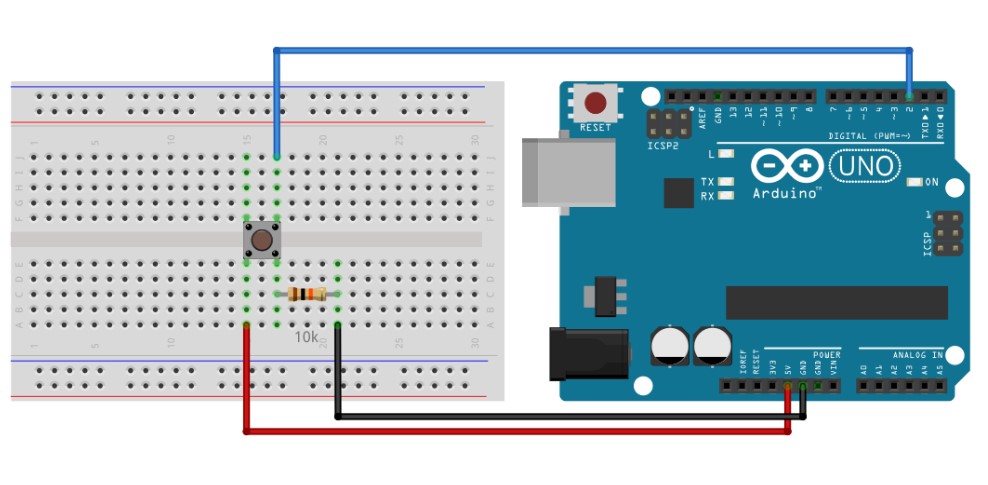 1 5 10 15 20 25 30
J J
I I
H H
G G
F F
E E
D D
C C
B B
A A
1 5 10 15 20 25 30
10k
RESET
ICSP2
AREF
GND
13
12
~11
~10
~9
8
7
~6
~5
4
~3
2
TXD▶1
RXD◀0
DIGITAL (PWM=~)
L
TX
RX
Arduino™
UNO
ON
1
ICSP
POWER
ANALOG IN
IOREF
RESET
3V3
5V
GND
GND
VIN
A0
A1
A2
A3
A4
A5